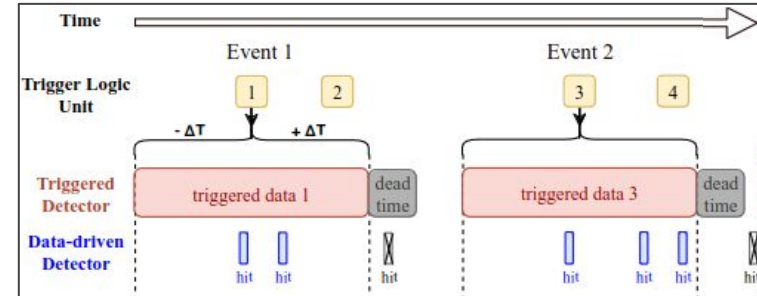 Time
Event 1 Event 2
Trigger Logic
Unit
1 2 3 4
- ΔT + ΔT
Triggered
Detector
triggered data 1
dead
time
triggered data 3
dead
time
Data-driven
Detector
hit hit hit hit hit hit hit